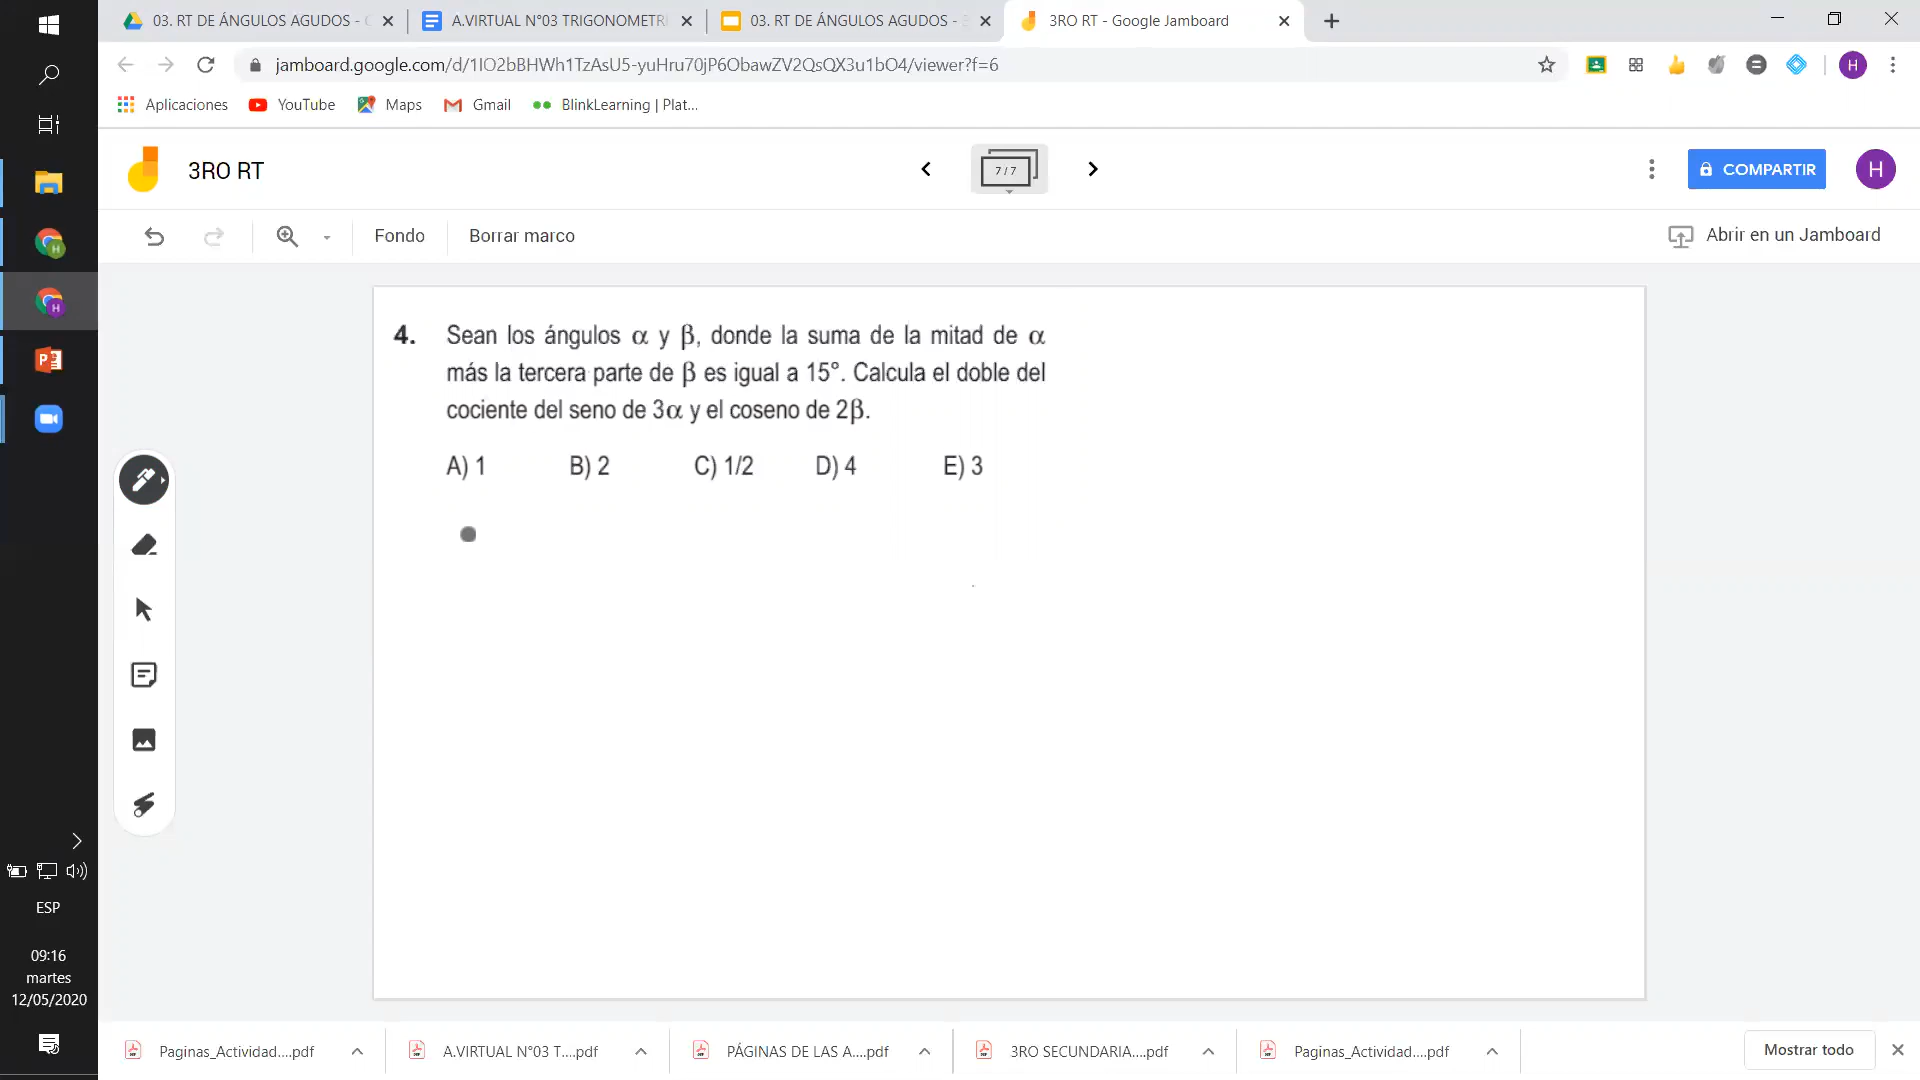 03. RT DE ÁNGULOS AGUDOS -
A.VIRTUAL N°03 TRIGONOMETRI
03. RT DE ÁNGULOS AGUDOS -
3RO RT - Google Jamboard
jamboard.google.com/d/1IO2bBHWh1TzAsU5-yuHru70jP6ObawZV2QsQX3u1bO4/viewer?f=6
H
Aplicaciones
YouTube
Maps
Gmail
BlinkLearning | Plat...
3RO RT
7 / 7
COMPARTIR
H
Fondo
Borrar marco
Abrir en un Jamboard
4. Sean los ángulos α y β, donde la suma de la mitad de α
más la tercera parte de β es igual a 15°. Calcula el doble del
cociente del seno de 3α y el coseno de 2β.
A) 1 B) 2 C) 1/2 D) 4 E) 3
ESP
09:16
martes
12/05/2020
Paginas_Actividad....pdf
A.VIRTUAL N°03 T....pdf
PÁGINAS DE LAS A....pdf
3RO SECUNDARIA....pdf
Paginas_Actividad....pdf
Mostrar todo